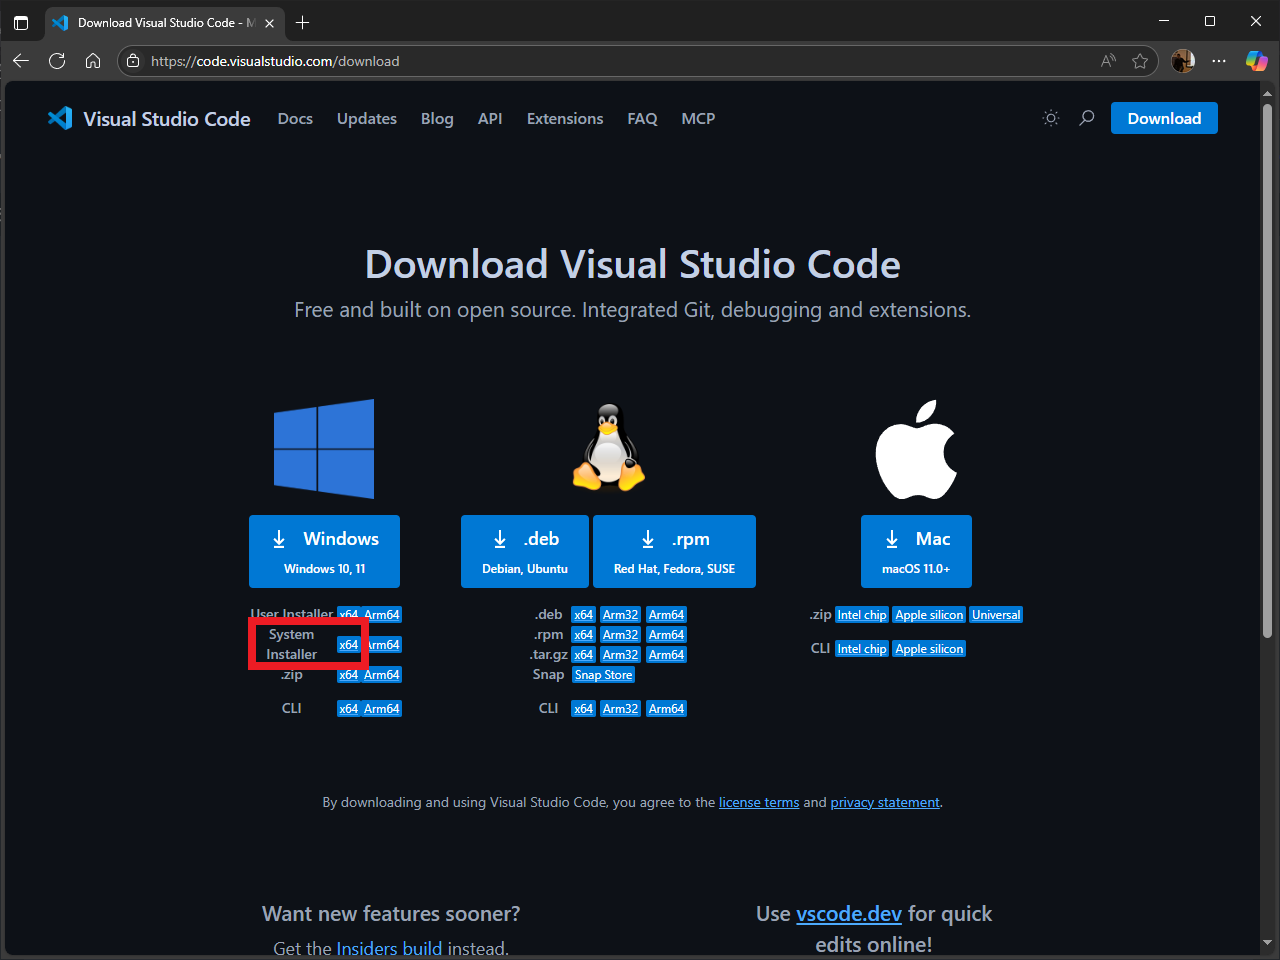 Download Visual Studio Code - M
https://code.visualstudio.com/download
Visual Studio Code Docs Updates Blog API Extensions FAQ MCP Download
Download Visual Studio Code
Free and built on open source. Integrated Git, debugging and extensions.
Windows
Windows 10, 11
User Installer x64 Arm64
System
Installer x64 Arm64
.zip x64 Arm64
CLI x64 Arm64
.deb
Debian, Ubuntu
.rpm
Red Hat, Fedora, SUSE
.deb x64 Arm32 Arm64
.rpm x64 Arm32 Arm64
.tar.gz x64 Arm32 Arm64
Snap Snap Store
CLI x64 Arm32 Arm64
Mac
macOS 11.0+
.zip Intel chip Apple silicon Universal
CLI Intel chip Apple silicon
By downloading and using Visual Studio Code, you agree to the license terms and privacy statement.
Want new features sooner?
Get the Insiders build instead.
Use vscode.dev for quick
edits online!